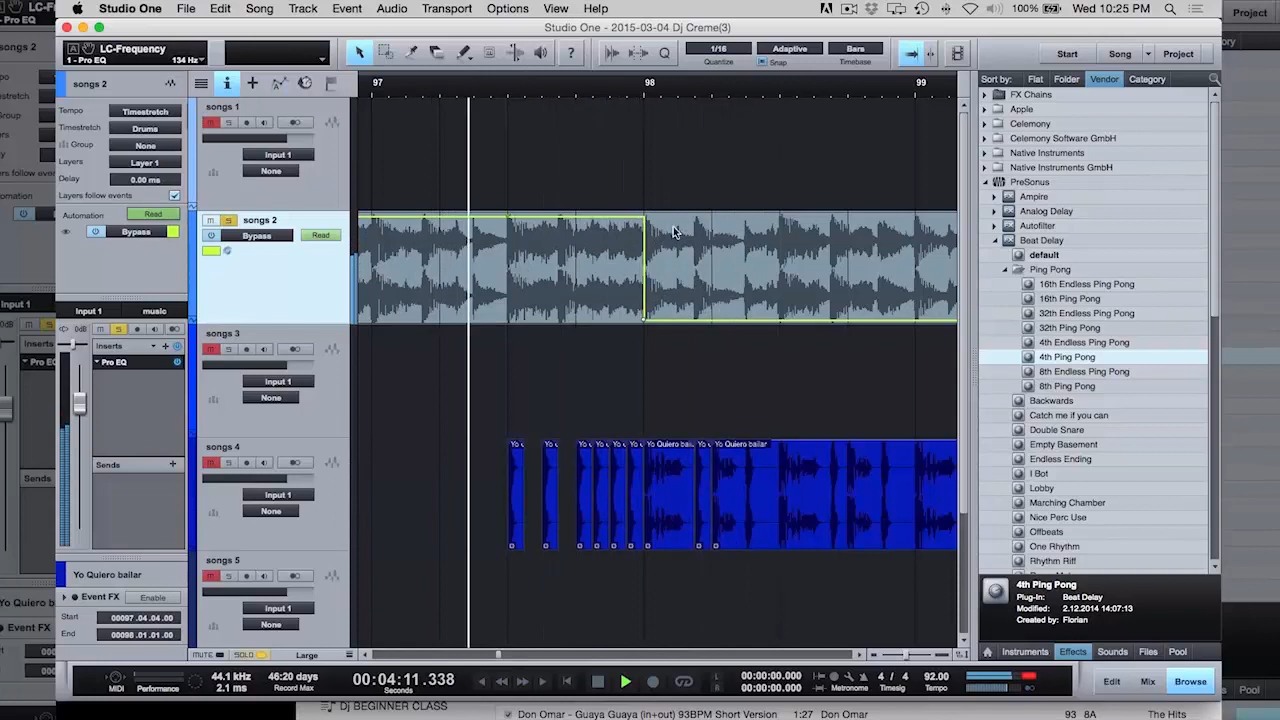 Studio One File Edit Song Track Event Audio Transport Options View Help 100% Wed 10:25 PM
Project
Studio One - 2015-03-04 Dj Creme(3)
LC-Frequency
1 - Pro EQ 134 Hz
1/16 Quantize Adaptive Snap Bars Timebase
Start Song Project
songs 2
songs 2
97 98 99
Sort by: Flat Folder Vendor Category
Tempo Timestretch
Timestretch Drums
Group None
Layers Layer 1
Delay 0.00 ms
Layers follow events
Automation Read
Bypass
songs 1
M S
Input 1
None
songs 2
M S
Bypass Read
songs 3
M S
Input 1
None
songs 4
M S
Input 1
None
songs 5
M S
Input 1
None
Yo Quiero bailar
FX Chains
Apple
Celemony
Celemony Software GmbH
Native Instruments
Native Instruments GmbH
PreSonus
Ampire
Analog Delay
Autofilter
Beat Delay
default
Ping Pong
16th Endless Ping Pong
16th Ping Pong
32th Endless Ping Pong
32th Ping Pong
4th Endless Ping Pong
4th Ping Pong
8th Endless Ping Pong
8th Ping Pong
Backwards
Catch me if you can
Double Snare
Empty Basement
Endless Ending
I Bot
Lobby
Marching Chamber
Nice Perc Use
Offbeats
One Rhythm
Rhythm Riff
4th Ping Pong
Plug-In: Beat Delay
Modified: 2.12.2014 14:07:13
Created by: Florian
Input 1 music
0dB M S
Inserts
Pro EQ
Sends
Yo Quiero bailar
Event FX Enable
Start 00097.04.04.00
End 00098.01.01.00
MUTE SOLO Large
Instruments Effects Sounds Files Pool
MIDI Performance
44.1 kHz
2.1 ms
46:20 days
Record Max
00:04:11.338
Seconds
L 00:00:00.000
R 00:00:00.000
Metronome
4 / 4
Timesig
92.00
Tempo
Edit Mix Browse
Dj BEGINNER CLASS
Don Omar - Guaya Guaya (in+out) 93BPM Short Version 1:27 Don Omar 93 8A The Hits
Pool